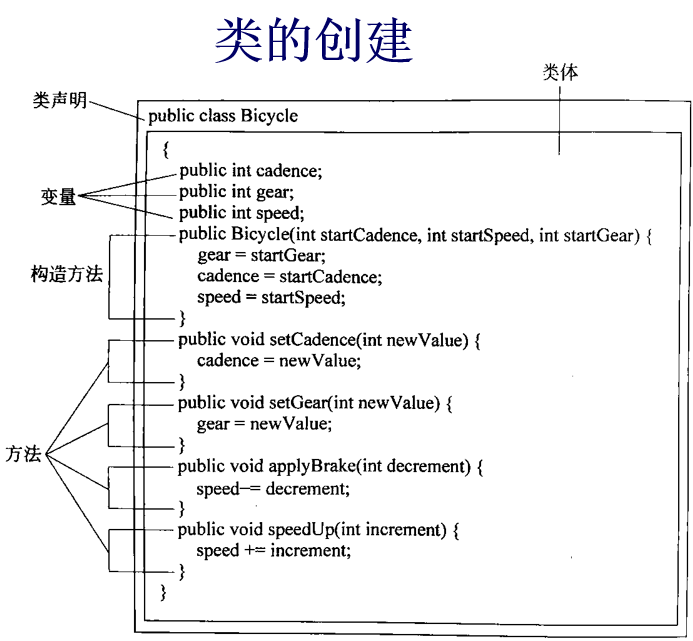 类的创建
类体
类声明
public class Bicycle
{
public int cadence;
变量
public int gear;
public int speed;
public Bicycle(int startCadence, int startSpeed, int startGear) {
gear = startGear;
构造方法
cadence = startCadence;
speed = startSpeed;
}
public void setCadence(int newValue) {
cadence = newValue;
}
public void setGear(int newValue) {
gear = newValue;
}
方法
public void applyBrake(int decrement) {
speed-= decrement;
}
public void speedUp(int increment) {
speed += increment;
}
}